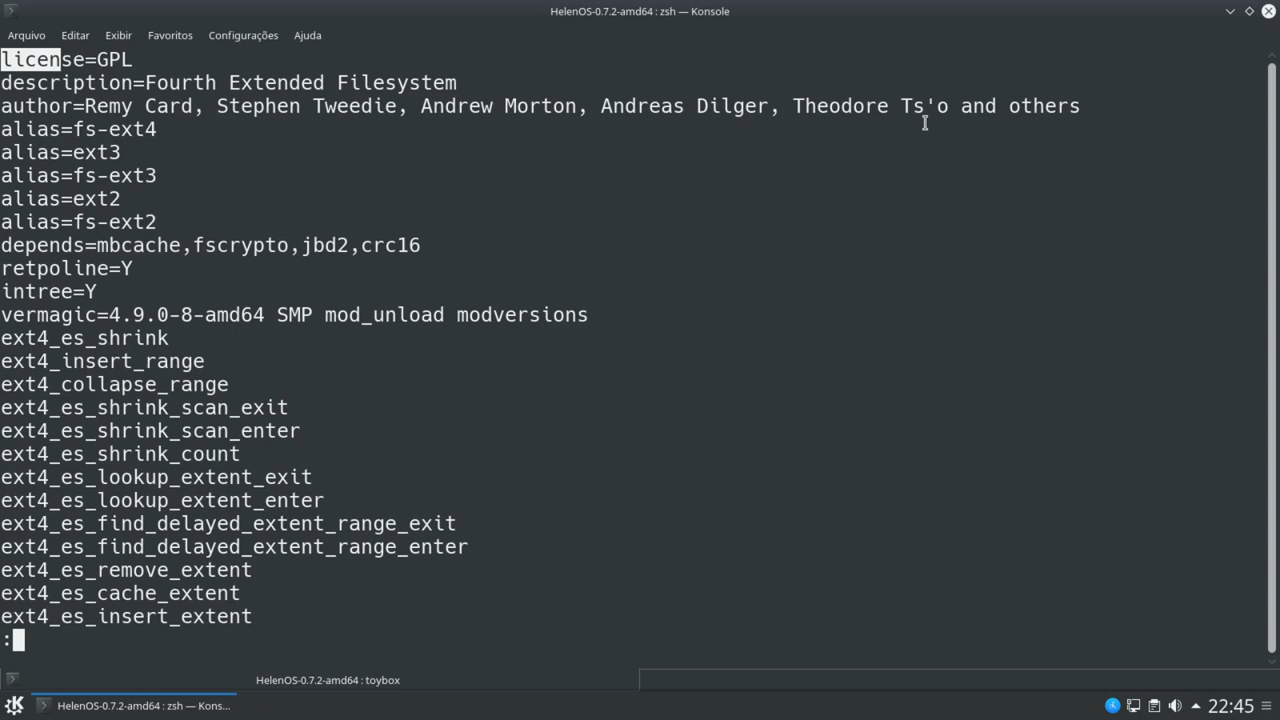 HelenOS-0.7.2-amd64 : zsh — Konsole
Arquivo Editar Exibir Favoritos Configurações Ajuda
license=GPL
description=Fourth Extended Filesystem
author=Remy Card, Stephen Tweedie, Andrew Morton, Andreas Dilger, Theodore Ts'o and others
alias=fs-ext4
alias=ext3
alias=fs-ext3
alias=ext2
alias=fs-ext2
depends=mbcache,fscrypto,jbd2,crc16
retpoline=Y
intree=Y
vermagic=4.9.0-8-amd64 SMP mod_unload modversions
ext4_es_shrink
ext4_insert_range
ext4_collapse_range
ext4_es_shrink_scan_exit
ext4_es_shrink_scan_enter
ext4_es_shrink_count
ext4_es_lookup_extent_exit
ext4_es_lookup_extent_enter
ext4_es_find_delayed_extent_range_exit
ext4_es_find_delayed_extent_range_enter
ext4_es_remove_extent
ext4_es_cache_extent
ext4_es_insert_extent
:
HelenOS-0.7.2-amd64 : toybox
HelenOS-0.7.2-amd64 : zsh — Kons...
22:45